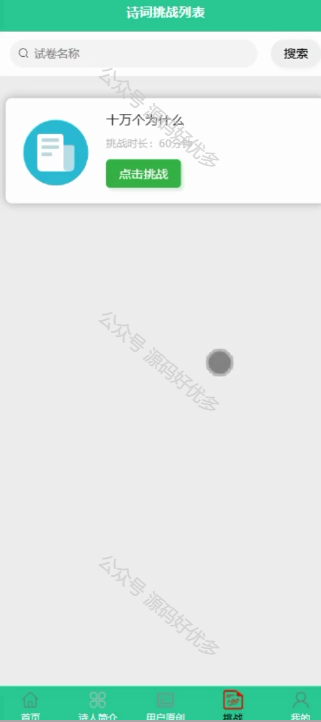 诗词挑战列表
试卷名称
搜索
十万个为什么
挑战时长：60分钟
点击挑战
公众号 源码好优多
公众号 源码好优多
公众号 源码好优多
首页
诗人简介
用户原创
挑战
我的